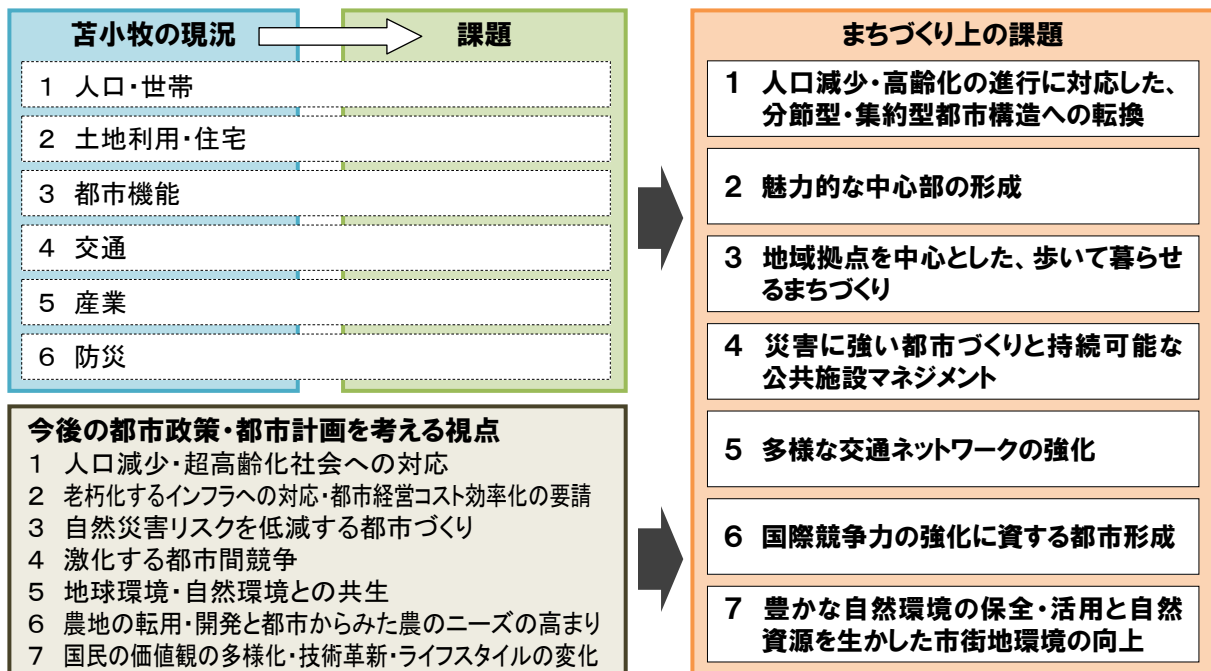 苫小牧の現況
課題
1 人口・世帯
2 土地利用・住宅
3 都市機能
4 交通
5 産業
6 防災
今後の都市政策・都市計画を考える視点
1 人口減少・超高齢化社会への対応
2 老朽化するインフラへの対応・都市経営コスト効率化の要請
3 自然災害リスクを低減する都市づくり
4 激化する都市間競争
5 地球環境・自然環境との共生
6 農地の転用・開発と都市からみた農のニーズの高まり
7 国民の価値観の多様化・技術革新・ライフスタイルの変化
まちづくり上の課題
1 人口減少・高齢化の進行に対応した、
分節型・集約型都市構造への転換
2 魅力的な中心部の形成
3 地域拠点を中心とした、歩いて暮らせ
るまちづくり
4 災害に強い都市づくりと持続可能な
公共施設マネジメント
5 多様な交通ネットワークの強化
6 国際競争力の強化に資する都市形成
7 豊かな自然環境の保全・活用と自然
資源を生かした市街地環境の向上